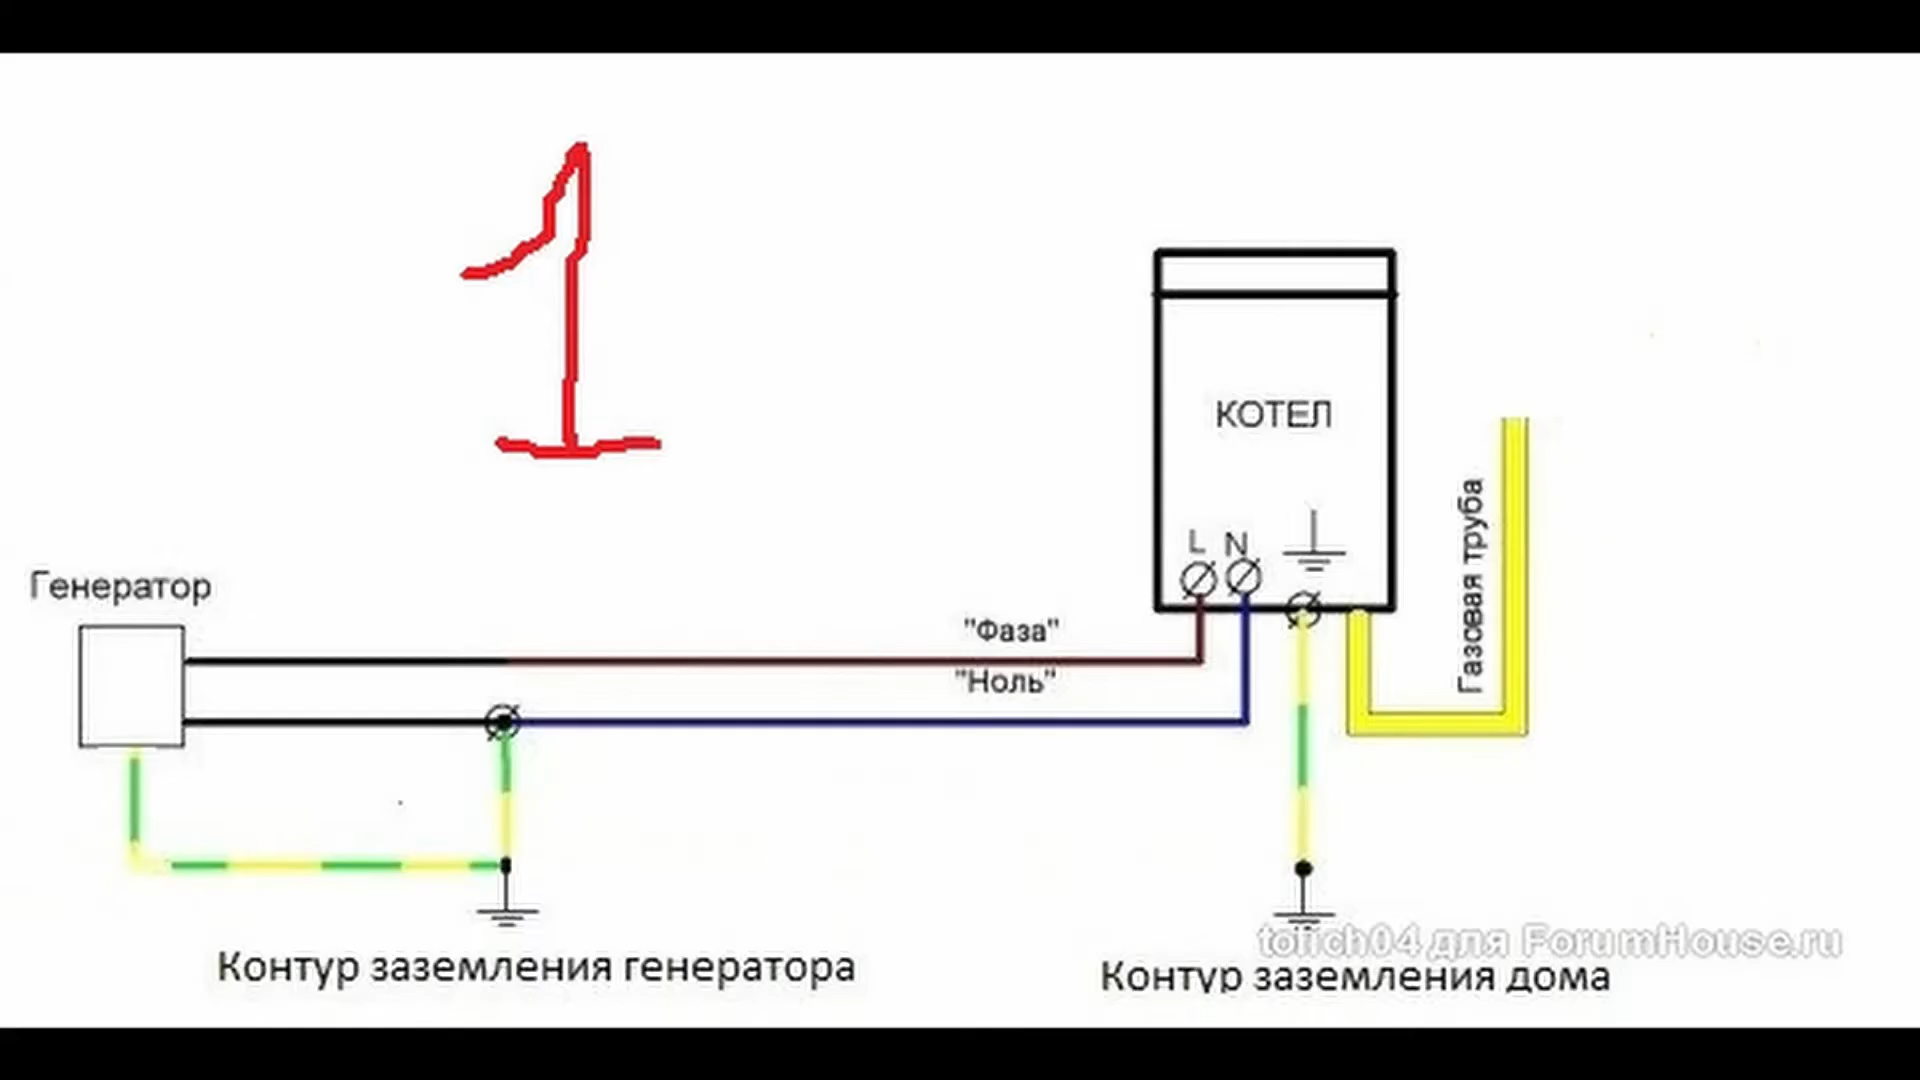 1
КОТЕЛ
L N
Газовая труба
Генератор
"Фаза"
"Ноль"
Контур заземления генератора
Контур заземления дома
tolich04 для ForumHouse.ru